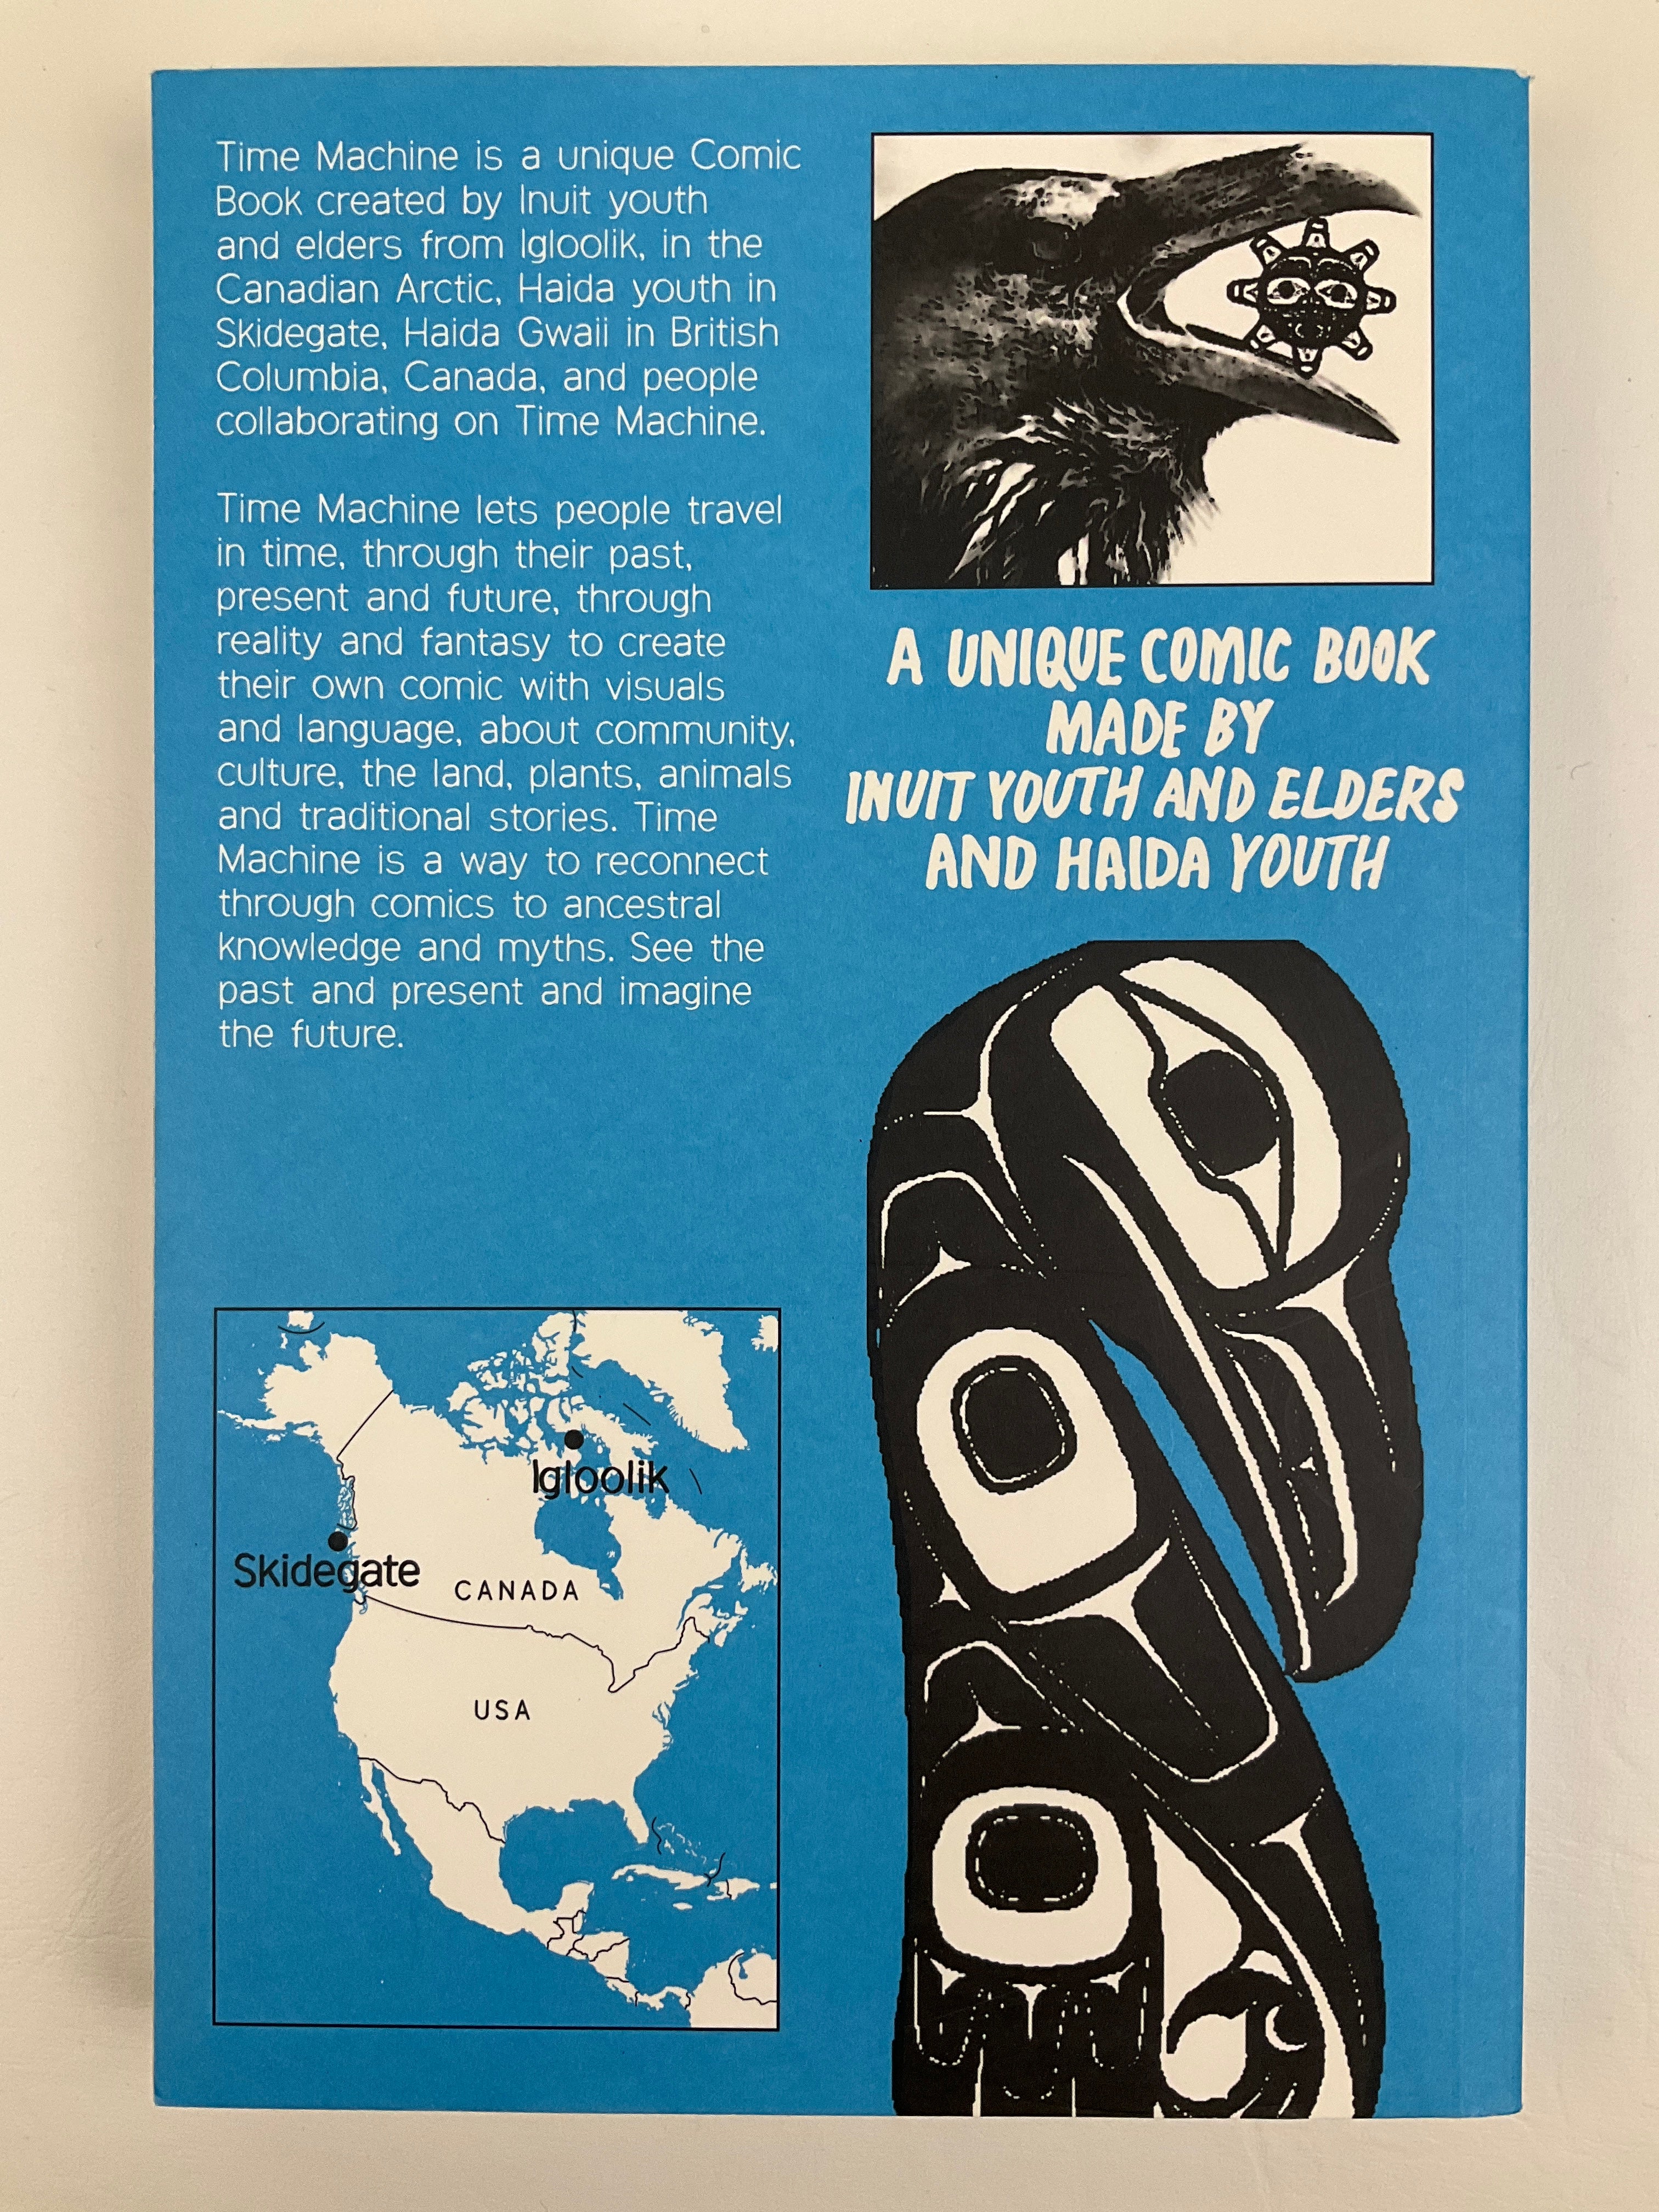 Time Machine is a unique Comic
Book created by Inuit youth
and elders from Igloolik, in the
Canadian Arctic, Haida youth in
Skidegate, Haida Gwaii in British
Columbia, Canada, and people
collaborating on Time Machine.
Time Machine lets people travel
in time, through their past,
present and future, through
reality and fantasy to create
their own comic with visuals
and language, about community,
culture, the land, plants, animals
and traditional stories. Time
Machine is a way to reconnect
through comics to ancestral
knowledge and myths. See the
past and present and imagine
the future.
A UNIQUE COMIC BOOK
MADE BY
INUIT YOUTH AND ELDERS
AND HAIDA YOUTH
Igloolik
Skidegate
CANADA
USA